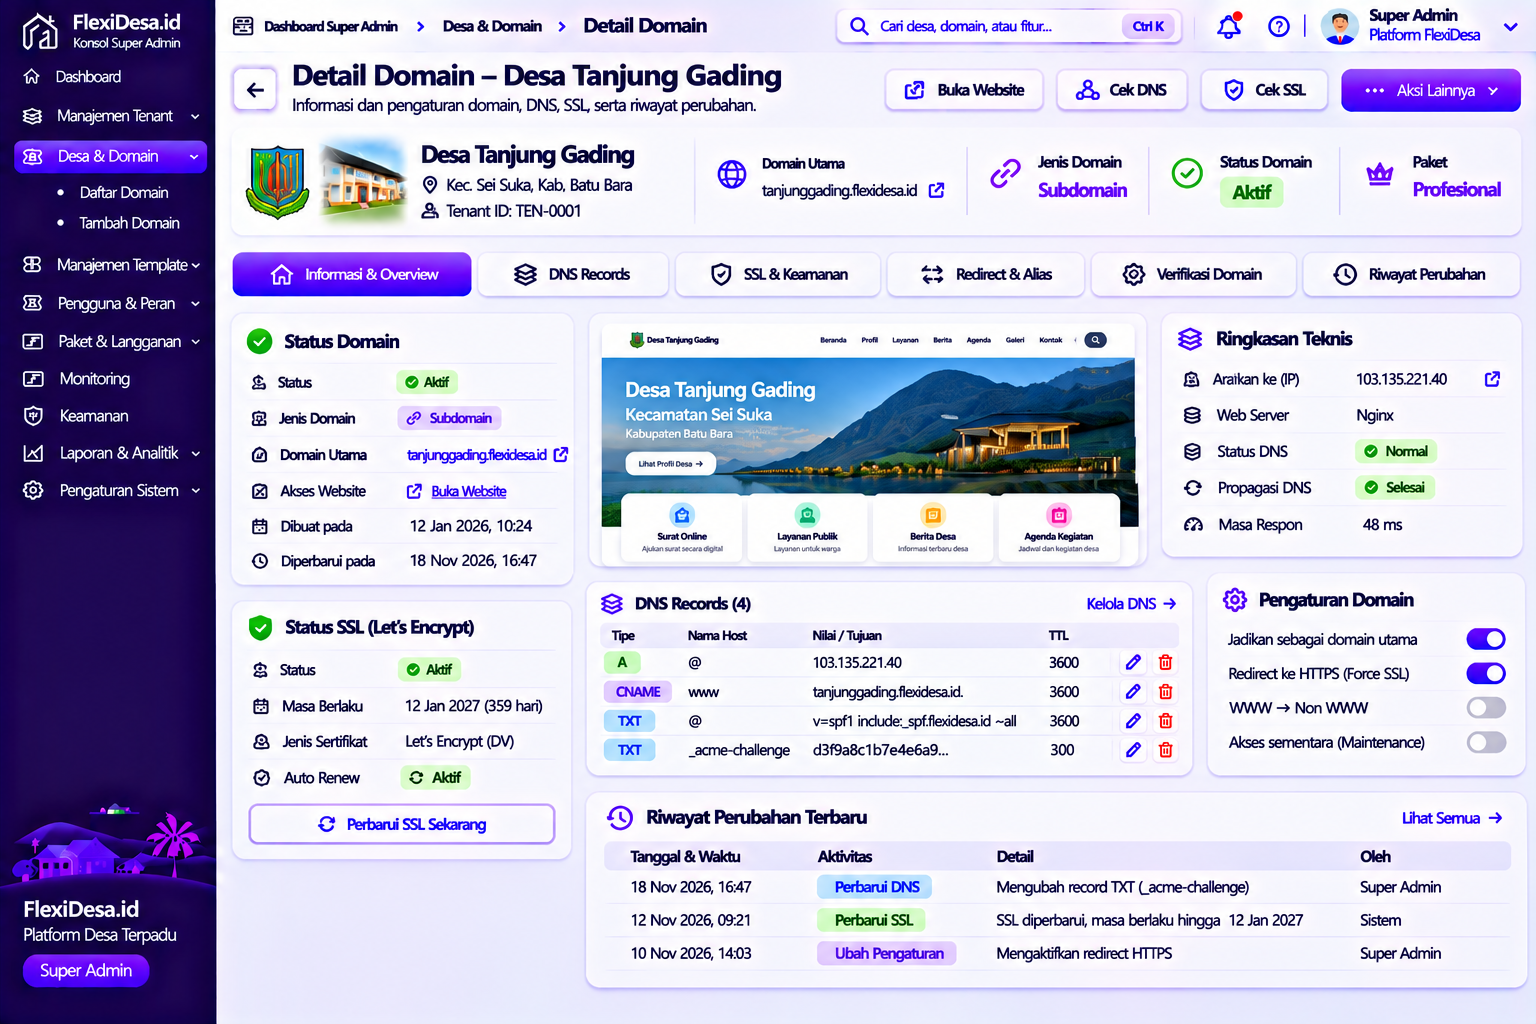 FlexiDesa.id
Konsol Super Admin
Dashboard
Manajemen Tenant
Desa & Domain
Daftar Domain
Tambah Domain
Manajemen Template
Pengguna & Peran
Paket & Langganan
Monitoring
Keamanan
Laporan & Analitik
Pengaturan Sistem
FlexiDesa.id
Platform Desa Terpadu
Super Admin
Dashboard Super Admin > Desa & Domain > Detail Domain
Cari desa, domain, atau fitur... Ctrl K
Super Admin
Platform FlexiDesa
Detail Domain – Desa Tanjung Gading
Informasi dan pengaturan domain, DNS, SSL, serta riwayat perubahan.
Buka Website
Cek DNS
Cek SSL
Aksi Lainnya
Desa Tanjung Gading
Kec. Sei Suka, Kab, Batu Bara
Tenant ID: TEN-0001
Domain Utama
tanjunggading.flexidesa.id
Jenis Domain
Subdomain
Status Domain
Aktif
Paket
Profesional
Informasi & Overview
DNS Records
SSL & Keamanan
Redirect & Alias
Verifikasi Domain
Riwayat Perubahan
Status Domain
Status Aktif
Jenis Domain Subdomain
Domain Utama tanjunggading.flexidesa.id
Akses Website Buka Website
Dibuat pada 12 Jan 2026, 10:24
Diperbarui pada 18 Nov 2026, 16:47
Status SSL (Let's Encrypt)
Status Aktif
Masa Berlaku 12 Jan 2027 (359 hari)
Jenis Sertifikat Let's Encrypt (DV)
Auto Renew Aktif
Perbarui SSL Sekarang
Desa Tanjung Gading Beranda Profil Layanan Berita Agenda Galeri Kontak
Desa Tanjung Gading
Kecamatan Sei Suka
Kabupaten Batu Bara
Lihat Profil Desa →
Surat Online
Ajukan surat secara digital
Layanan Publik
Layanan untuk warga
Berita Desa
Informasi terbaru desa
Agenda Kegiatan
Jadwal dan kegiatan desa
Ringkasan Teknis
Araïkan ke (IP) 103.135.221.40
Web Server Nginx
Status DNS Normal
Propagasi DNS Selesai
Masa Respon 48 ms
DNS Records (4) Kelola DNS →
Tipe Nama Host Nilai / Tujuan TTL
A @ 103.135.221.40 3600
CNAME www tanjunggading.flexidesa.id. 3600
TXT @ v=spf1 include:_spf.flexidesa.id ~all 3600
TXT _acme-challenge d3f9a8c1b7e4e6a9... 300
Pengaturan Domain
Jadikan sebagai domain utama
Redirect ke HTTPS (Force SSL)
WWW → Non WWW
Akses sementara (Maintenance)
Riwayat Perubahan Terbaru Lihat Semua →
Tanggal & Waktu Aktivitas Detail Oleh
18 Nov 2026, 16:47 Perbarui DNS Mengubah record TXT (_acme-challenge) Super Admin
12 Nov 2026, 09:21 Perbarui SSL SSL diperbarui, masa berlaku hingga 12 Jan 2027 Sistem
10 Nov 2026, 14:03 Ubah Pengaturan Mengaktifkan redirect HTTPS Super Admin